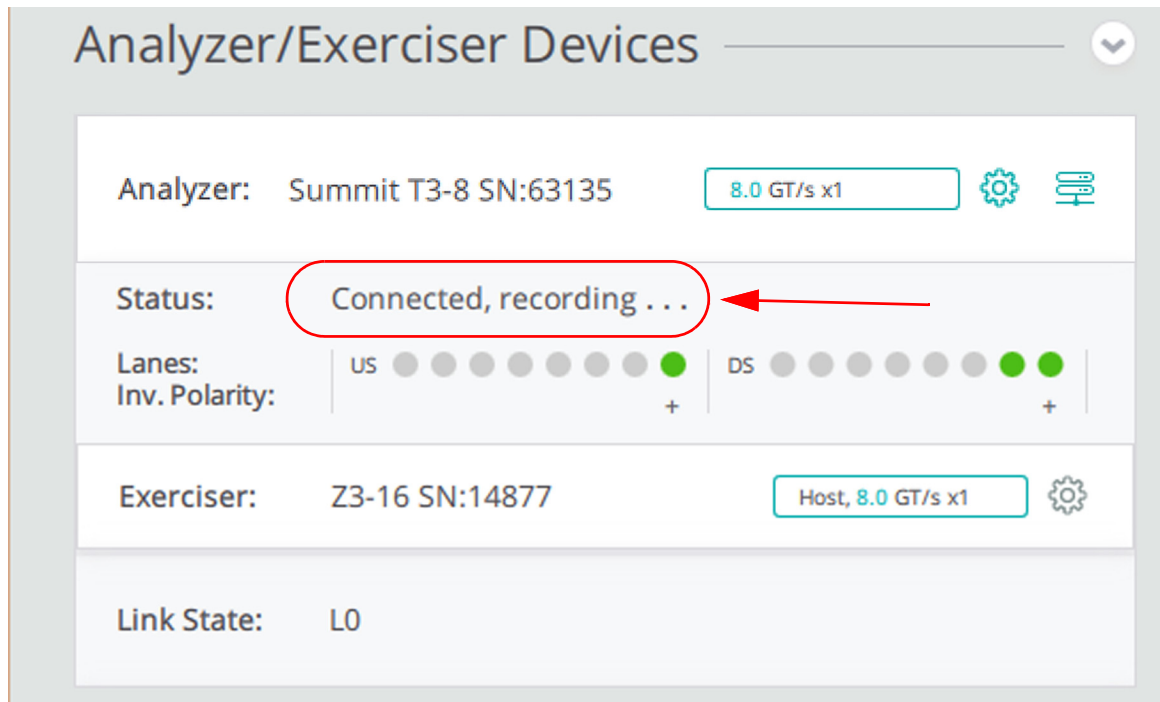 Analyzer/Exerciser Devices
Analyzer: Summit T3-8 SN:63135 8.0 GT/s x1
Status: Connected, recording . . .
Lanes: US DS
Inv. Polarity: + +
Exerciser: Z3-16 SN:14877 Host, 8.0 GT/s x1
Link State: L0